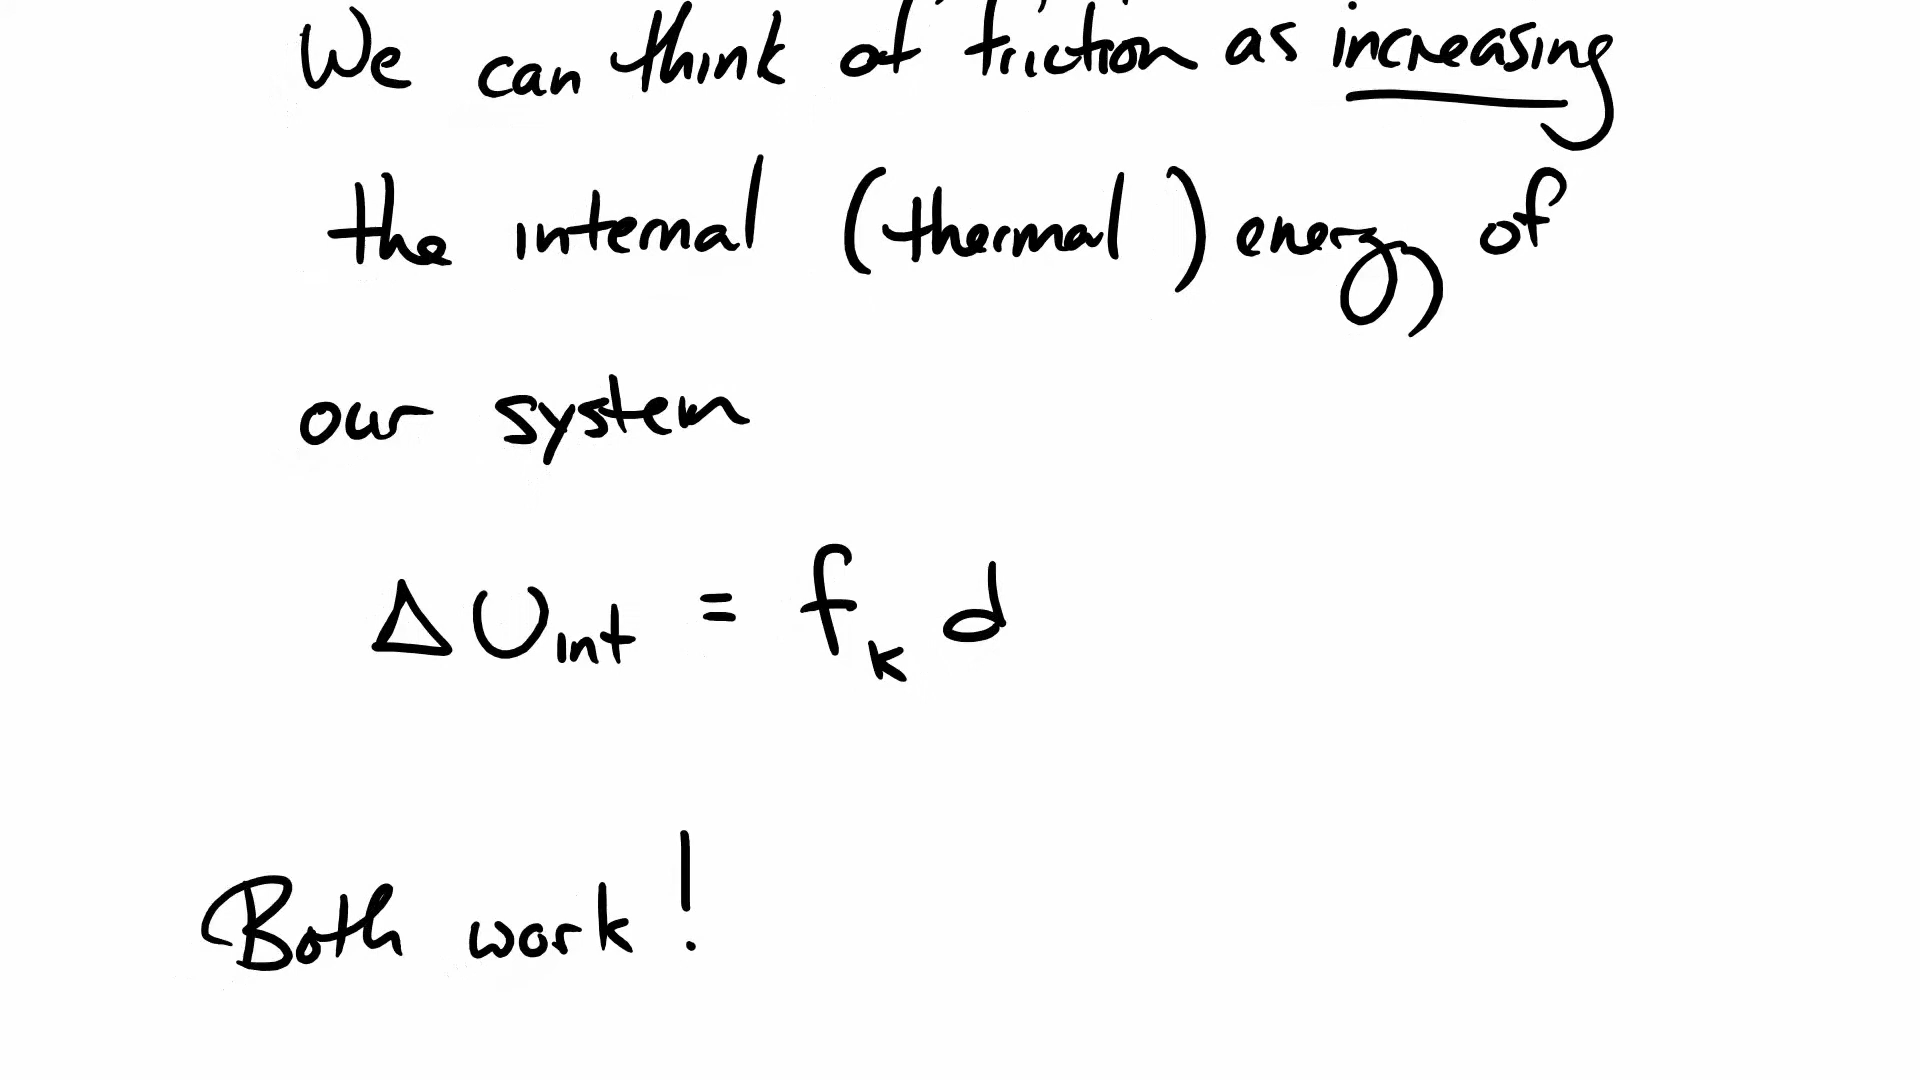 We can think of friction as increasing
the internal (thermal) energy of
our system
ΔU_int = f_k d
Both work!